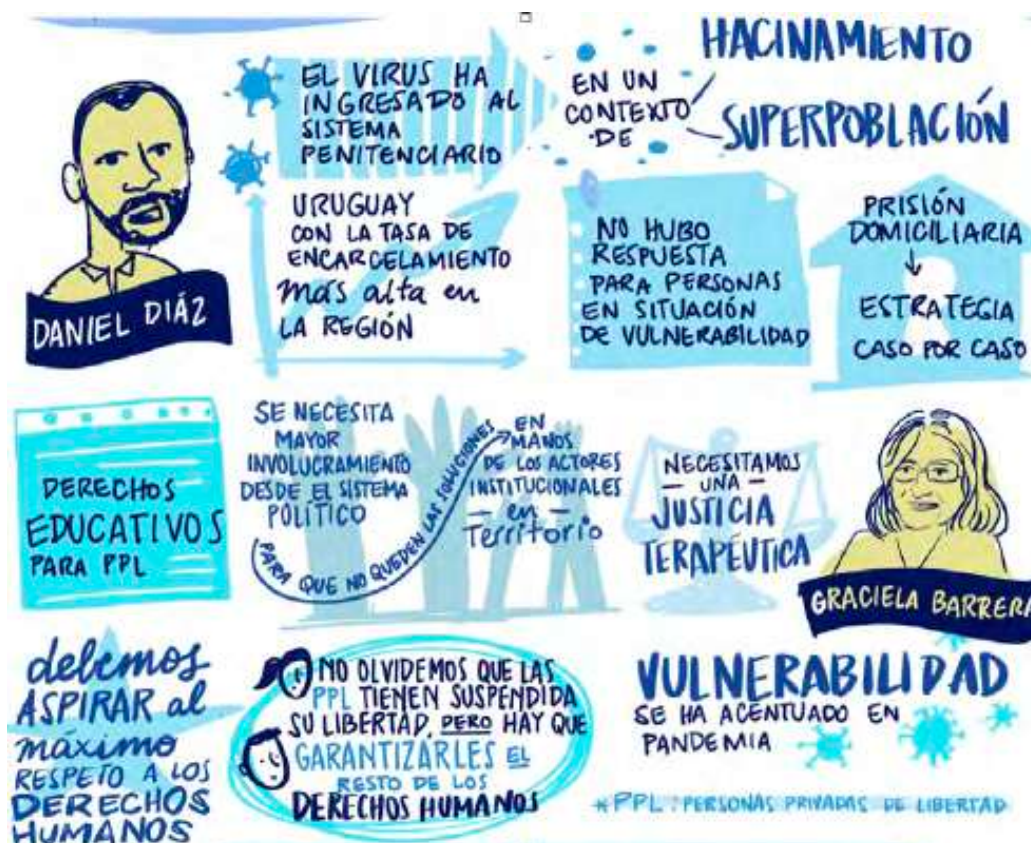 EL VIRUS HA
INGRESADO AL
SISTEMA
PENITENCIARIO
EN UN
CONTEXTO
DE
HACINAMIENTO
SUPERPOBLACIÓN
DANIEL DIÁZ
URUGUAY
CON LA TASA DE
ENCARCELAMIENTO
más alta en
LA REGIÓN
NO HUBO
RESPUESTA
PARA PERSONAS
EN SITUACIÓN
DE VULNERABILIDAD
PRISIÓN
DOMICILIARIA
ESTRATEGIA
CASO POR CASO
DERECHOS
EDUCATIVOS
PARA PPL
SE NECESITA
MAYOR
INVOLUCRAMIENTO
DESDE EL SISTEMA
POLÍTICO
PARA QUE NO QUEDEN LAS SOLUCIONES
EN
MANOS
DE LOS ACTORES
INSTITUCIONALES
- en -
Territorio
NECESITAMOS
- UNA -
JUSTICIA
TERAPÉUTICA
GRACIELA BARRERA
debemos
ASPIRAR al
máximo
RESPETO A LOS
DERECHOS
HUMANOS
NO OLVIDEMOS QUE LAS
PPL TIENEN SUSPENDIDA
SU LIBERTAD, PERO HAY QUE
GARANTIZARLES EL
RESTO DE LOS
DERECHOS HUMANOS
VULNERABILIDAD
SE HA ACENTUADO EN
PANDEMIA
*PPL: PERSONAS PRIVADAS DE LIBERTAD